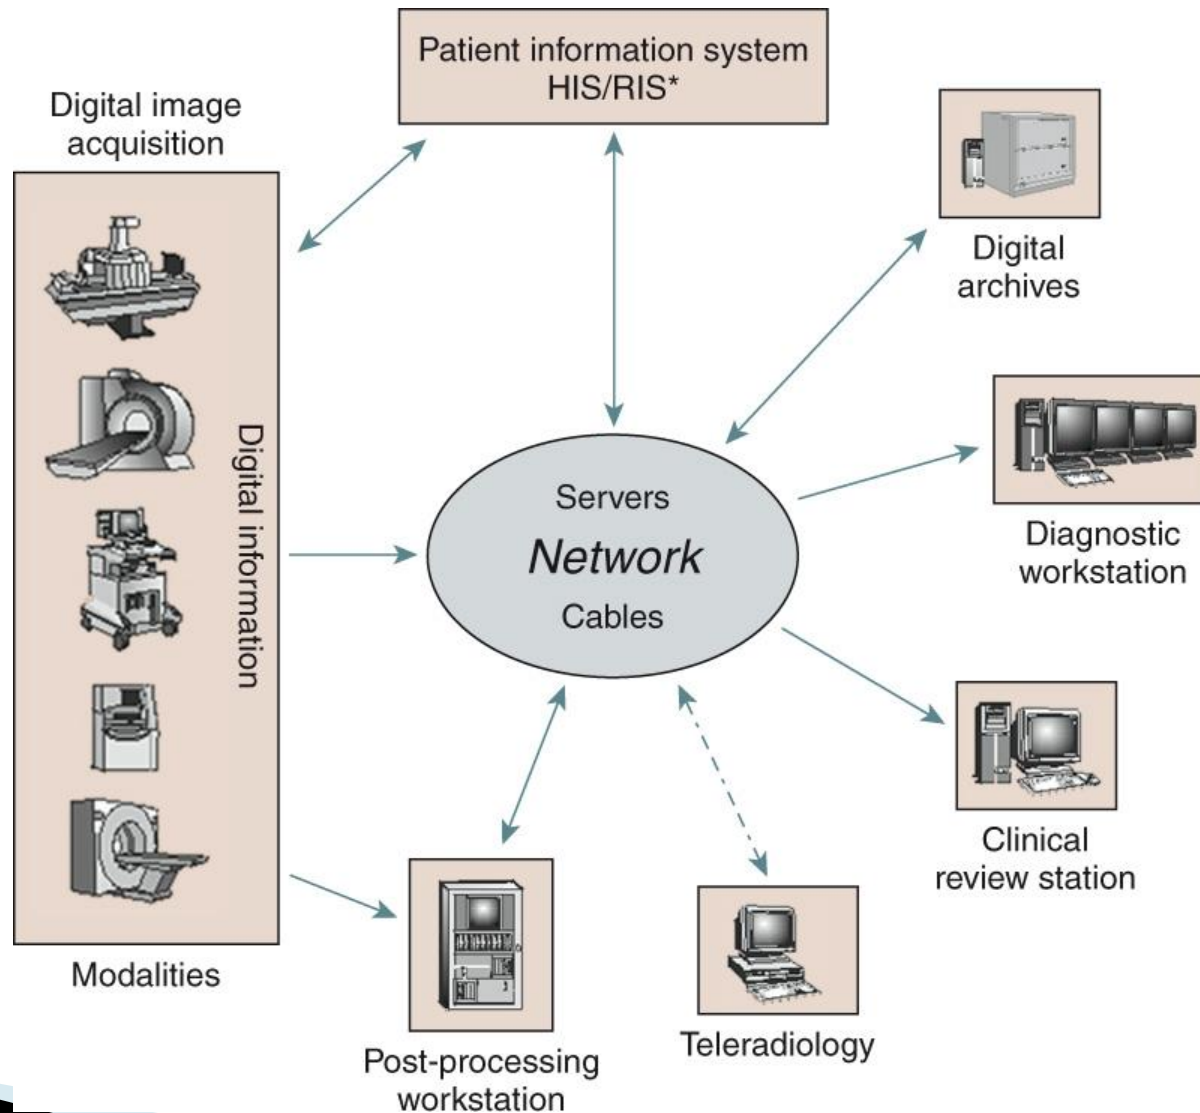 Patient information system
HIS/RIS*
Digital image
acquisition
Digital information
Modalities
Servers
Network
Cables
Digital
archives
Diagnostic
workstation
Clinical
review station
Teleradiology
Post-processing
workstation